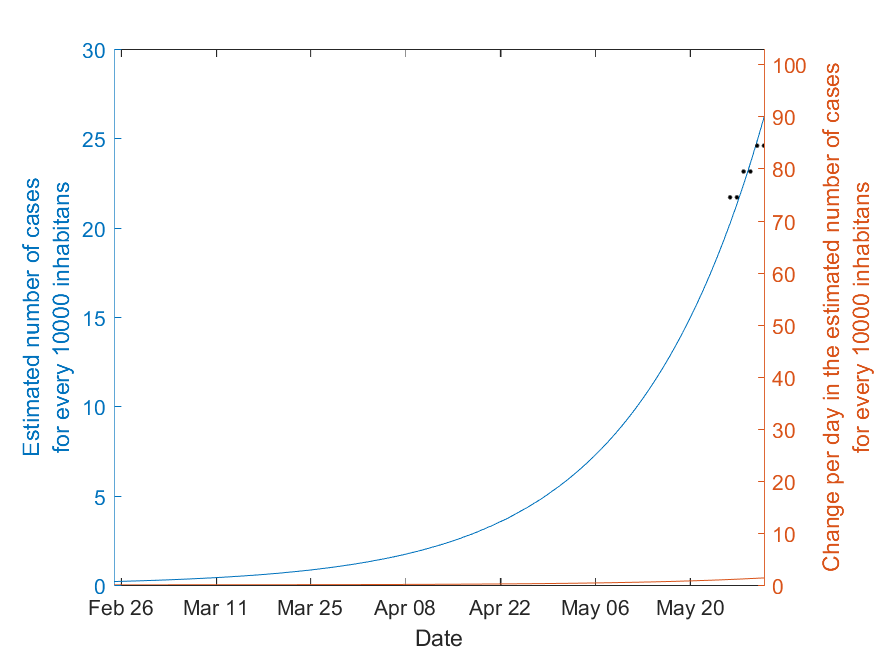 Estimated number of cases
for every 10000 inhabitans
30
25
20
15
10
5
0
Feb 26
Mar 11
Mar 25
Apr 08
Apr 22
May 06
May 20
Date
100
90
80
70
60
50
40
30
20
10
0
Change per day in the estimated number of cases
for every 10000 inhabitans